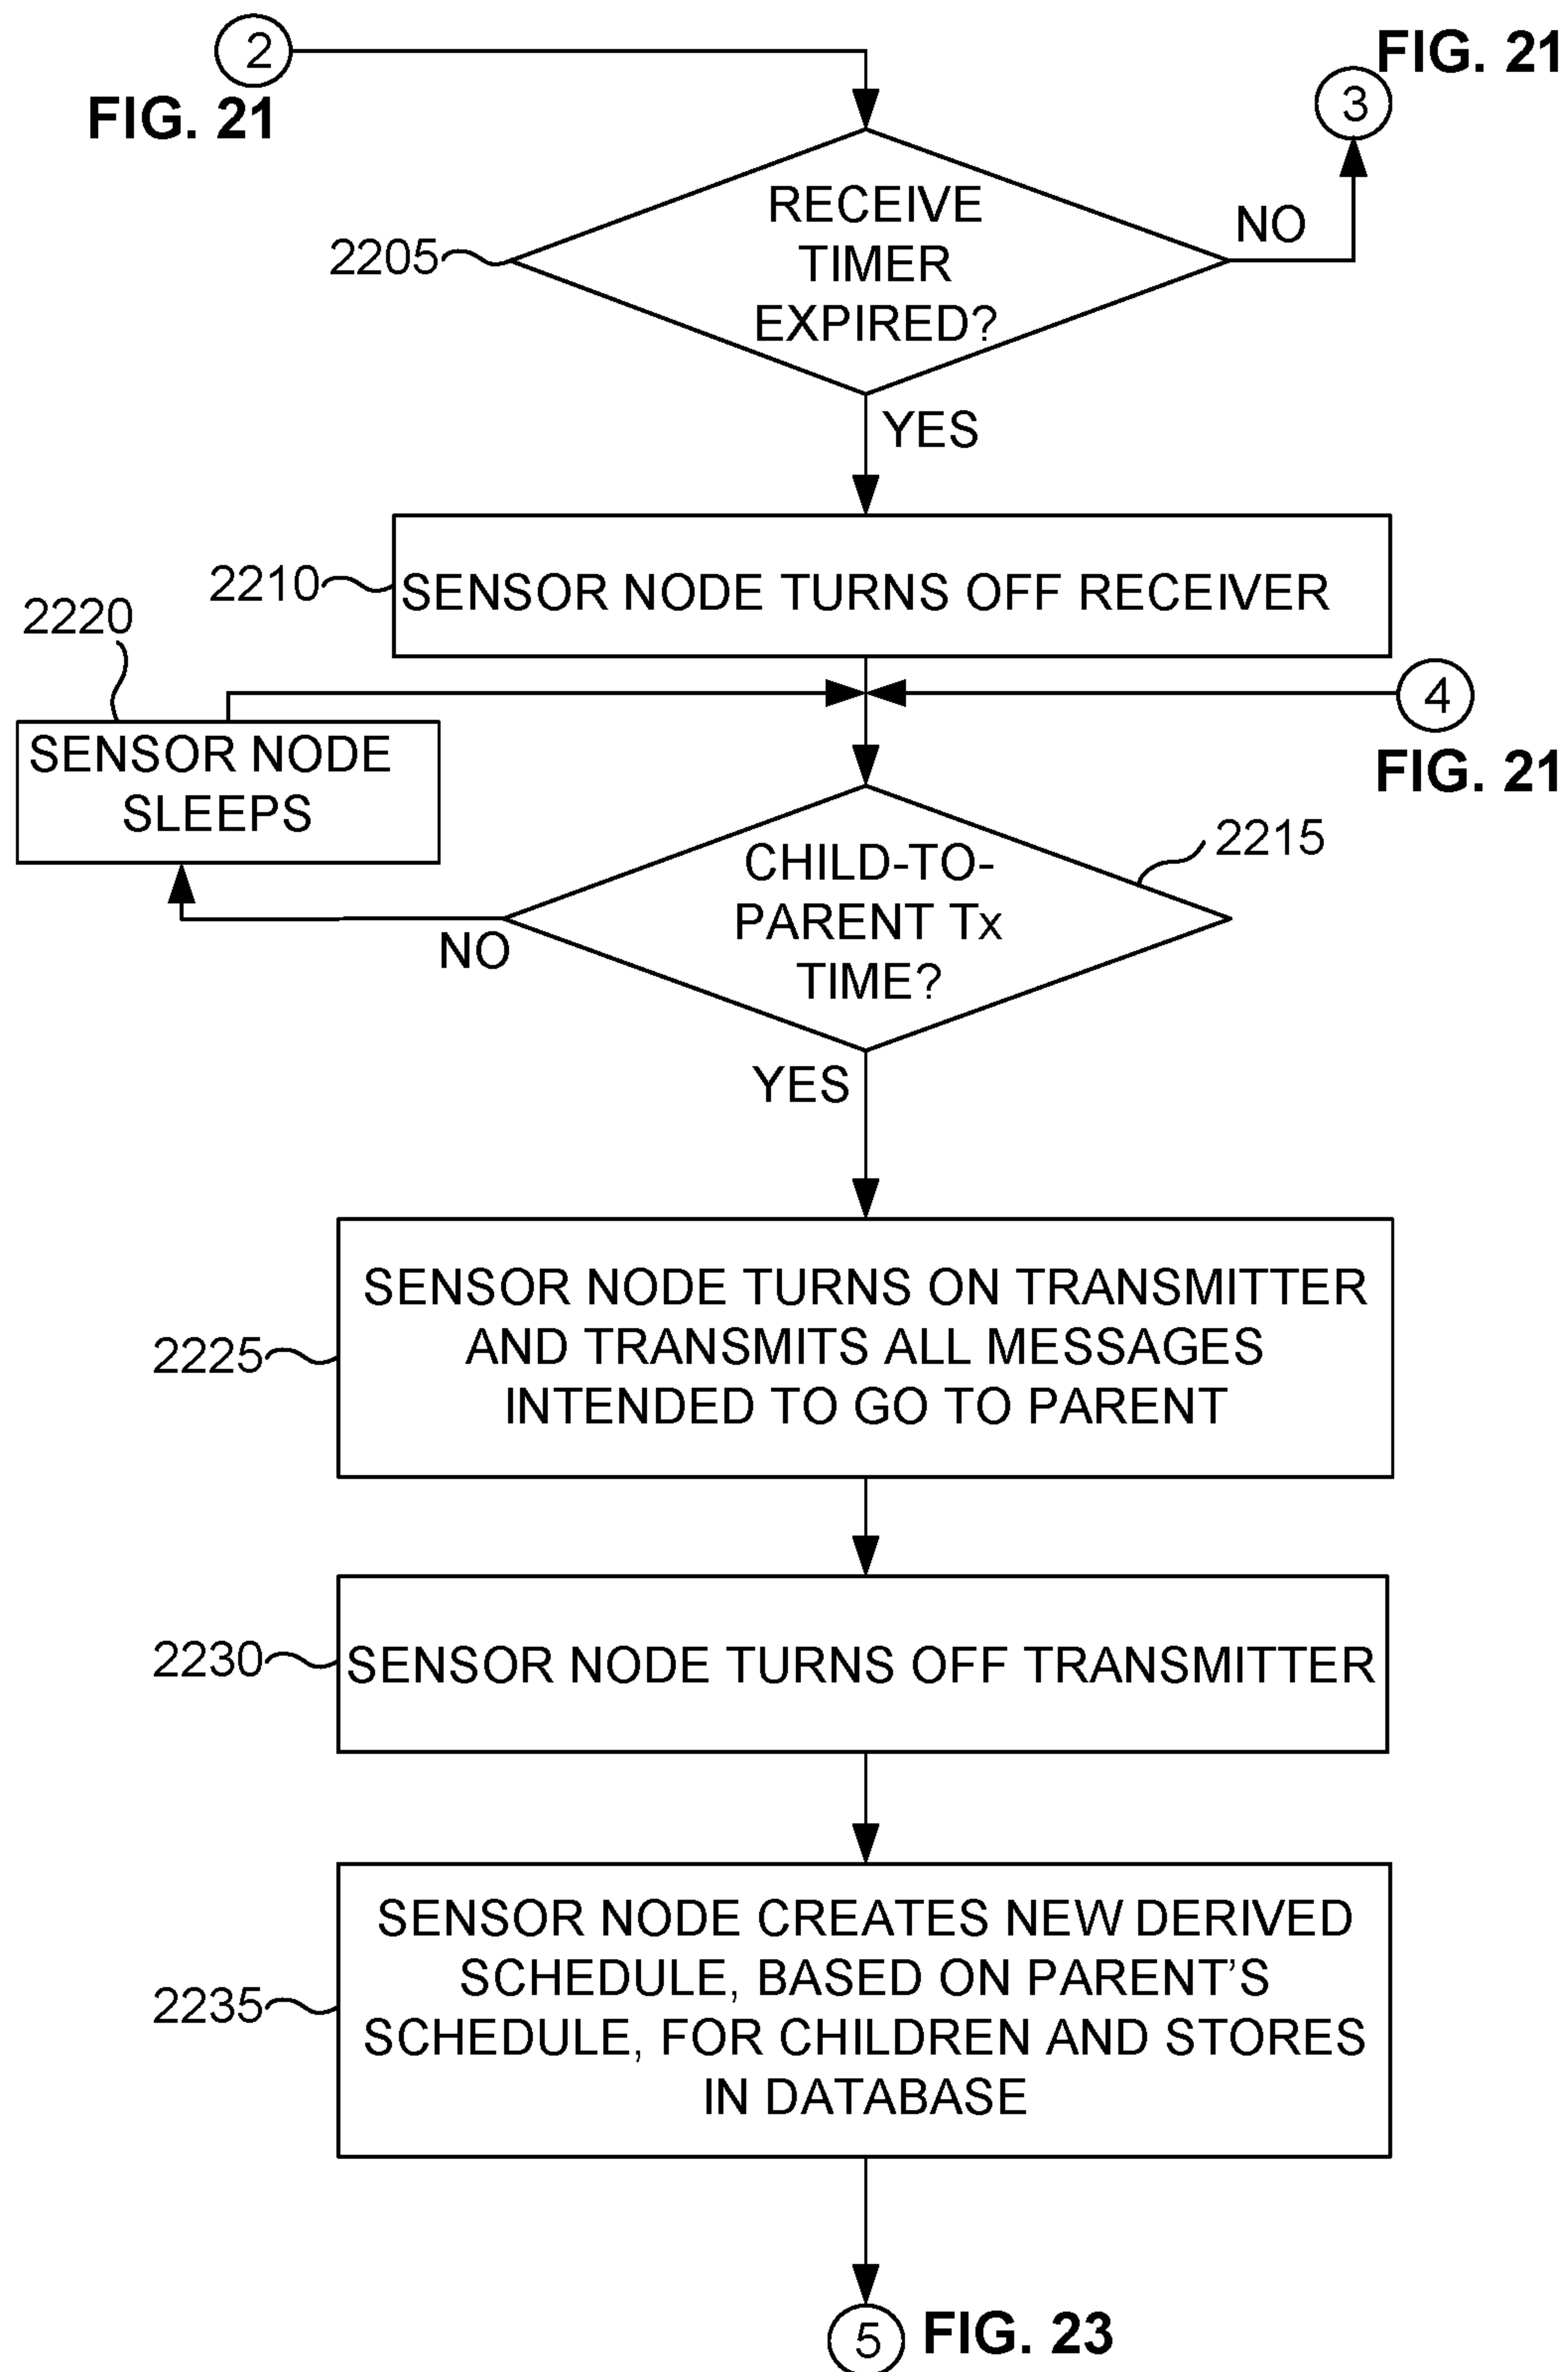 2
FIG. 21
FIG. 21
3
RECEIVE
TIMER
EXPIRED?
2205
NO
YES
2210
SENSOR NODE TURNS OFF RECEIVER
2220
SENSOR NODE
SLEEPS
4
FIG. 21
2215
CHILD-TO-
PARENT Tx
TIME?
NO
YES
2225
SENSOR NODE TURNS ON TRANSMITTER
AND TRANSMITS ALL MESSAGES
INTENDED TO GO TO PARENT
2230
SENSOR NODE TURNS OFF TRANSMITTER
2235
SENSOR NODE CREATES NEW DERIVED
SCHEDULE, BASED ON PARENT’S
SCHEDULE, FOR CHILDREN AND STORES
IN DATABASE
5
FIG. 23